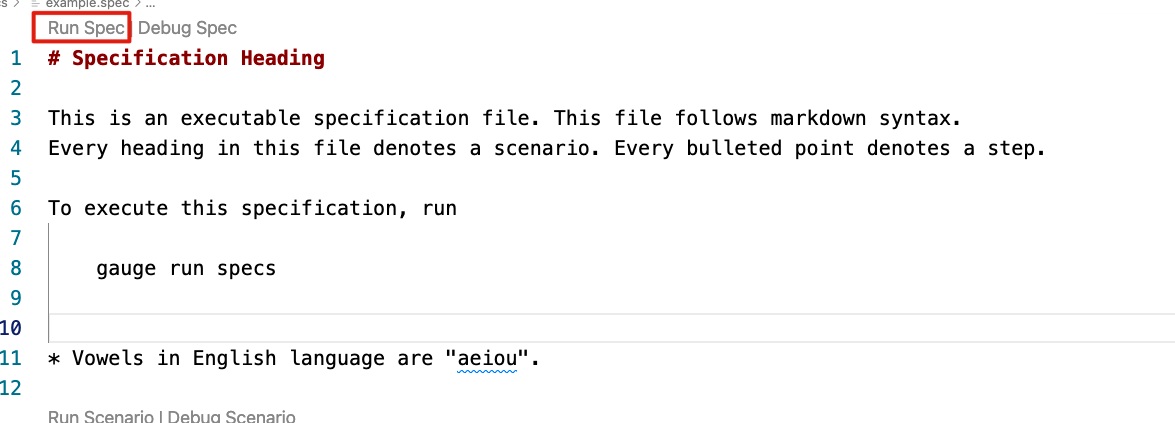 example.spec > ...
Run Spec | Debug Spec
1 # Specification Heading
2
3 This is an executable specification file. This file follows markdown syntax.
4 Every heading in this file denotes a scenario. Every bulleted point denotes a step.
5
6 To execute this specification, run
7
8 gauge run specs
9
10
11 * Vowels in English language are "aeiou".
12
Run Scenario | Debug Scenario